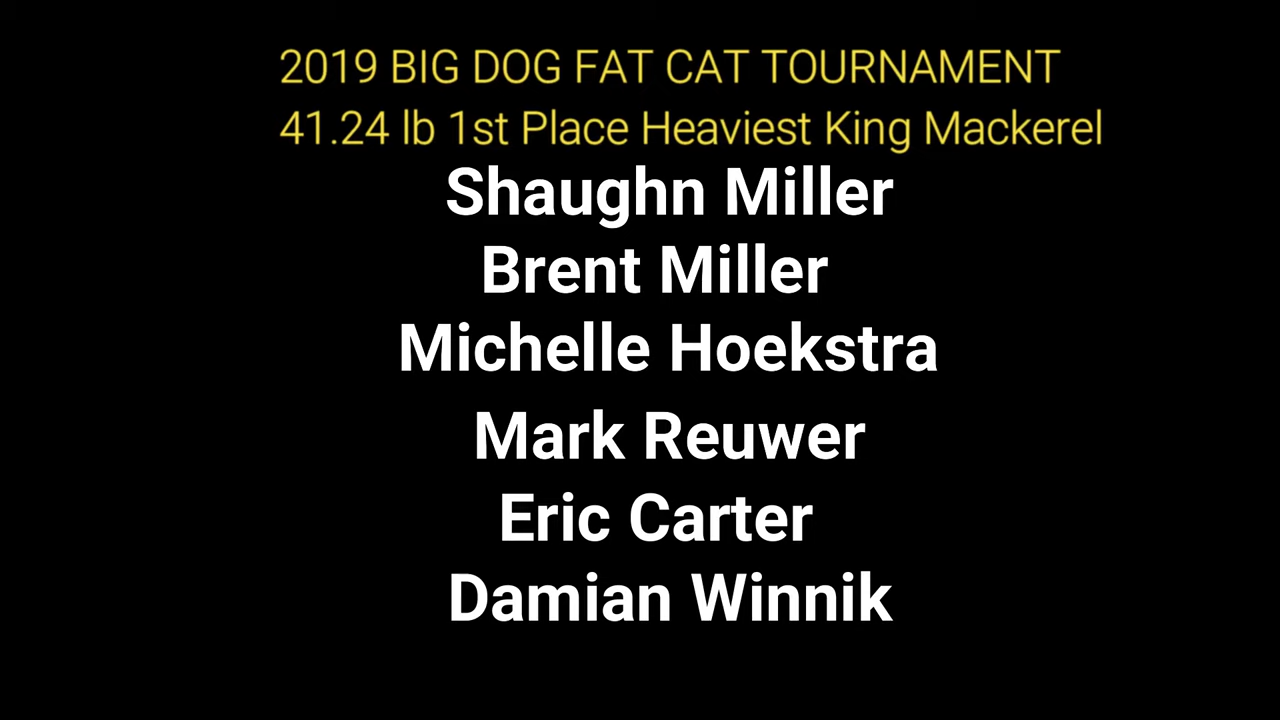 2019 BIG DOG FAT CAT TOURNAMENT
41.24 lb 1st Place Heaviest King Mackerel
Shaughn Miller
Brent Miller
Michelle Hoekstra
Mark Reuwer
Eric Carter
Damian Winnik